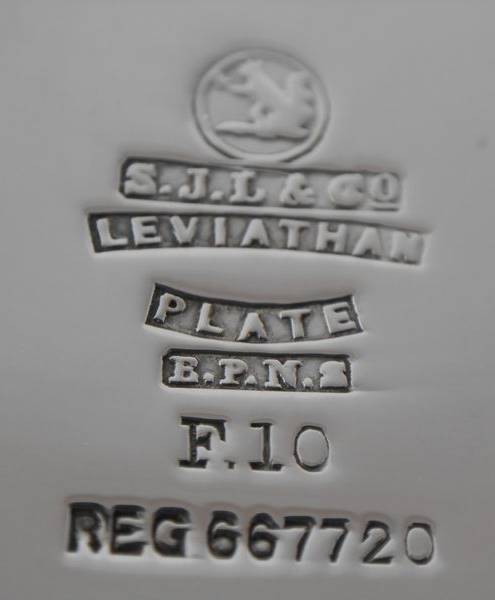 S.J.L & Co
LEVIATHAN
PLATE
E.P.N.S
F.10
REG 667720